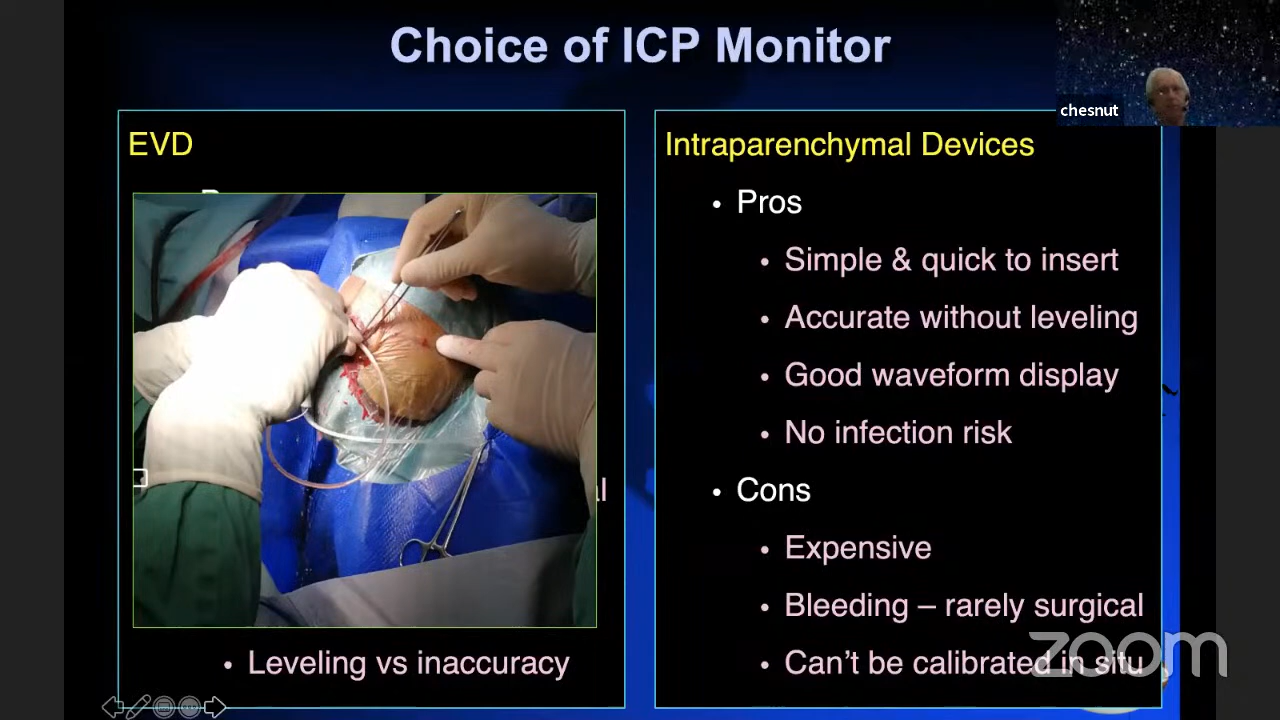 Choice of ICP Monitor
chesnut
EVD
Leveling vs inaccuracy
Intraparenchymal Devices
• Pros
• Simple & quick to insert
• Accurate without leveling
• Good waveform display
• No infection risk
• Cons
• Expensive
• Bleeding – rarely surgical
• Can’t be calibrated in situ
zoom